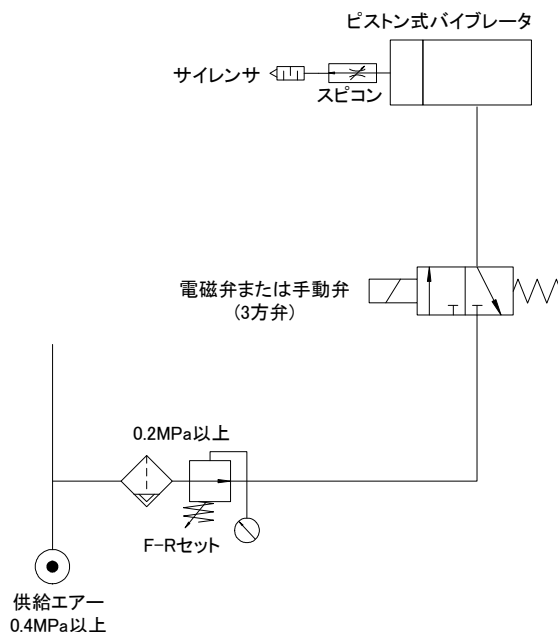 ピストン式バイブレータ
サイレンサ
スピコン
電磁弁または手動弁
(3方弁)
0.2MPa以上
F-Rセット
供給エアー
0.4MPa以上